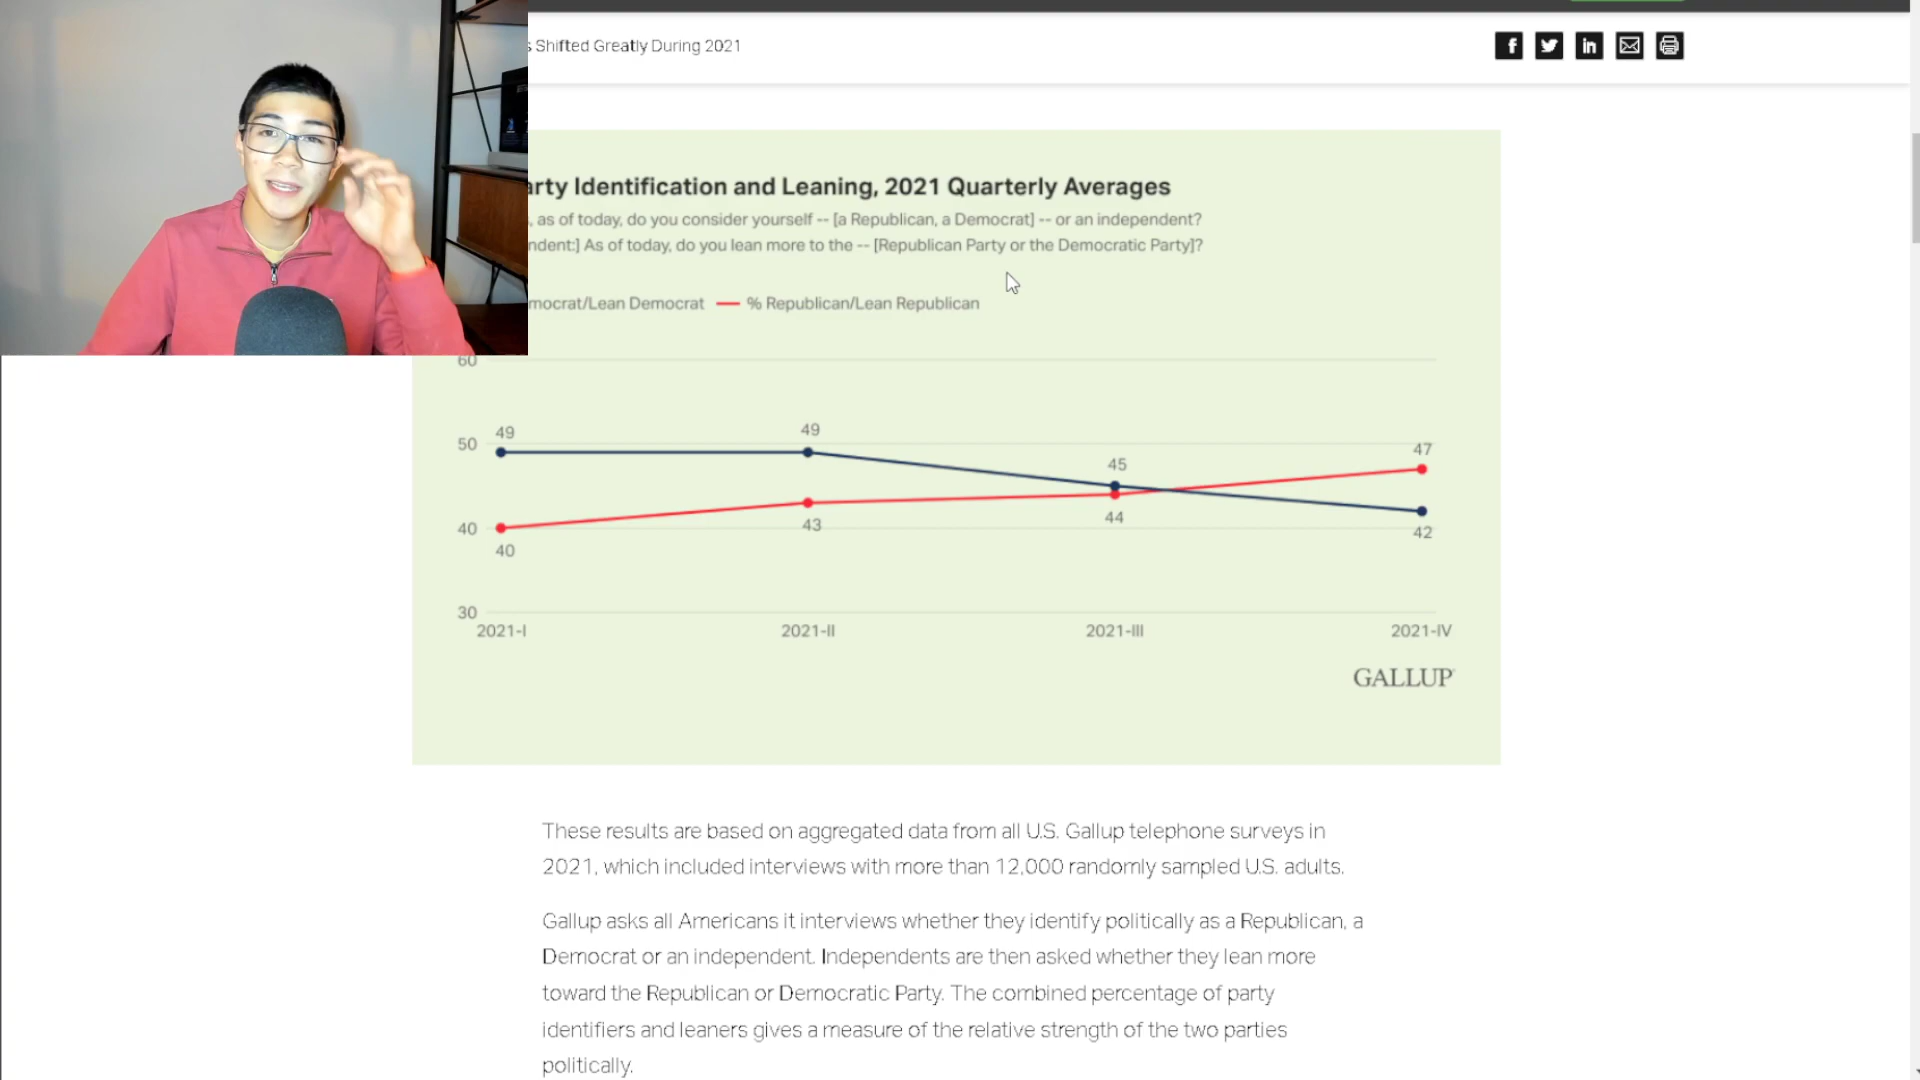 Shifted Greatly During 2021
Party Identification and Leaning, 2021 Quarterly Averages
as of today, do you consider yourself -- [a Republican, a Democrat] -- or an independent?
] As of today, do you lean more to the -- [Republican Party or the Democratic Party]?
mocrat/Lean Democrat % Republican/Lean Republican
60
50
40
30
49
49
45
47
40
43
44
42
2021-I
2021-II
2021-III
2021-IV
GALLUP
These results are based on aggregated data from all U.S. Gallup telephone surveys in
2021, which included interviews with more than 12,000 randomly sampled U.S. adults.
Gallup asks all Americans it interviews whether they identify politically as a Republican, a
Democrat or an independent. Independents are then asked whether they lean more
toward the Republican or Democratic Party. The combined percentage of party
identifiers and leaners gives a measure of the relative strength of the two parties
politically.